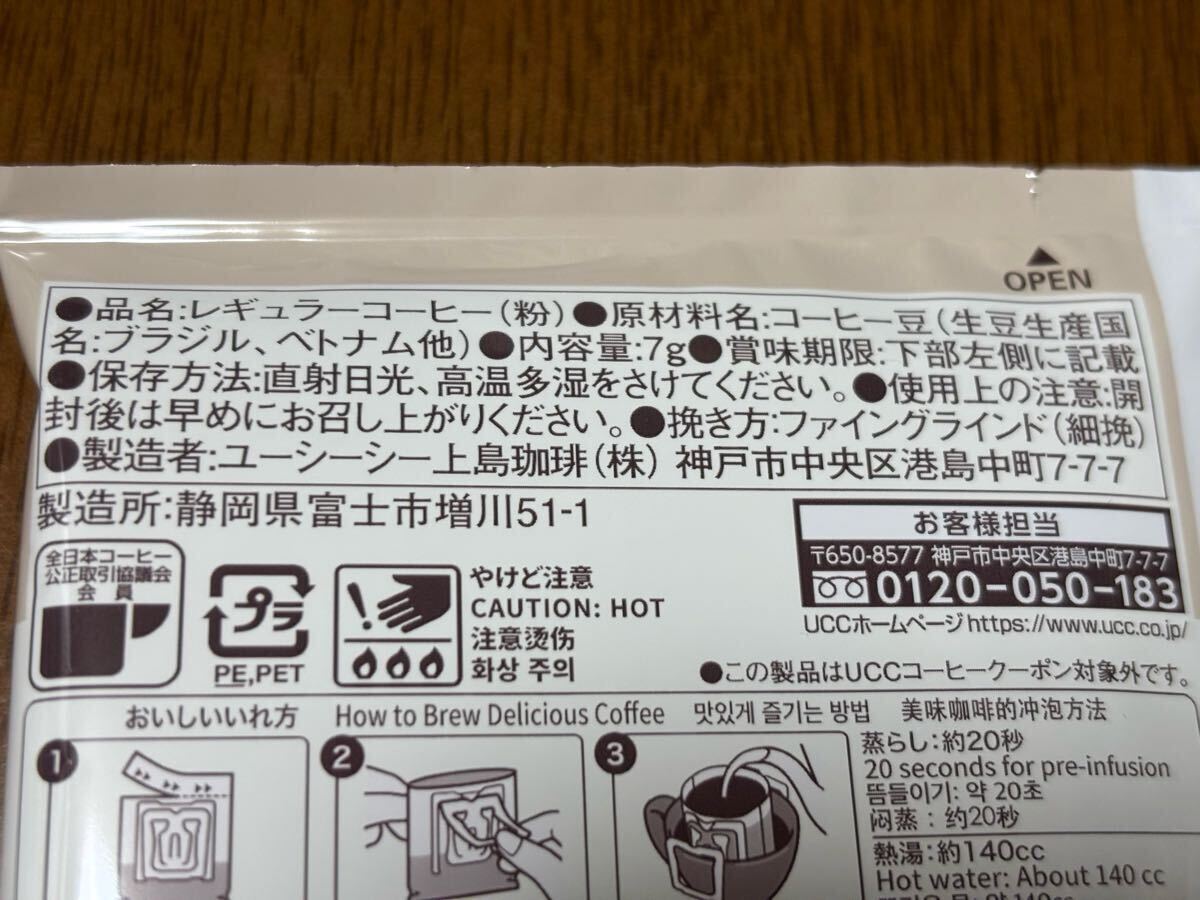 OPEN
●品名:レギュラーコーヒー(粉)●原材料名:コーヒー豆(生豆生産国
名:ブラジル、ベトナム他)●内容量:7g●賞味期限:下部左側に記載
●保存方法:直射日光、高温多湿をさけてください。●使用上の注意:開
封後は早めにお召し上がりください。●挽き方:ファイングラインド(細挽)
●製造者:ユーシーシー上島珈琲(株) 神戸市中央区港島中町7-7-7
製造所:静岡県富士市増川51-1
お客様担当
〒650-8577 神戸市中央区港島中町7-7-7
0120-050-183
UCCホームページhttps://www.ucc.co.jp/
全日本コーヒー
公正取引協議会
会員
プラ
PE,PET
やけど注意
CAUTION: HOT
注意烫伤
화상 주의
●この製品はUCCコーヒークーポン対象外です。
おいしいいれ方 How to Brew Delicious Coffee 맛있게 즐기는 방법 美味咖啡的冲泡方法
1
2
3
蒸らし:約20秒
20 seconds for pre-infusion
뜸들이기: 약 20초
闷蒸：约20秒
熱湯:約140cc
Hot water: About 140 cc